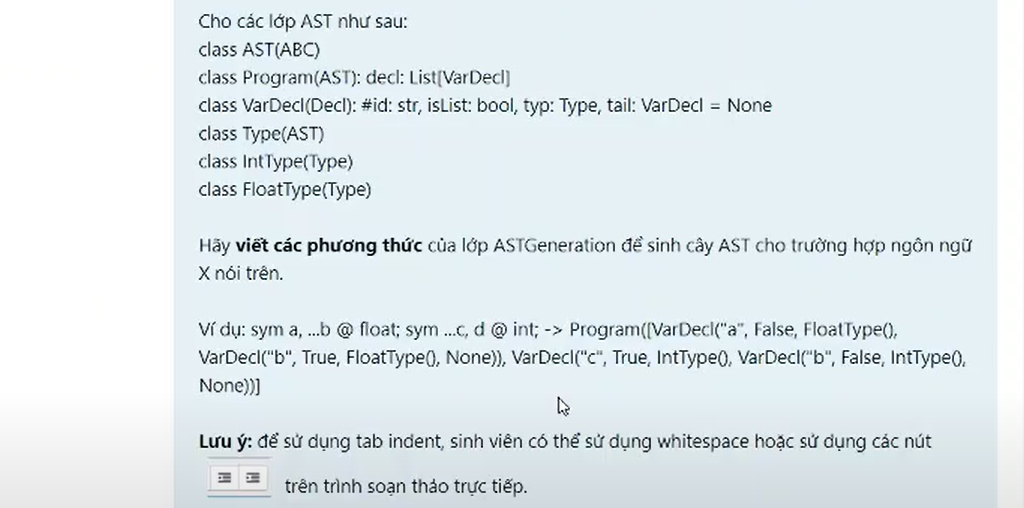 Cho các lớp AST như sau:
class AST(ABC)
class Program(AST): decl: List[VarDecl]
class VarDecl(Decl): #id: str, isList: bool, typ: Type, tail: VarDecl = None
class Type(AST)
class IntType(Type)
class FloatType(Type)
Hãy viết các phương thức của lớp ASTGeneration để sinh cây AST cho trường hợp ngôn ngữ
X nói trên.
Ví dụ: sym a, ...b @ float; sym ...c, d @ int; -> Program([VarDecl("a", False, FloatType(),
VarDecl("b", True, FloatType(), None)), VarDecl("c", True, IntType(), VarDecl("b", False, IntType(),
None))]
Lưu ý: để sử dụng tab indent, sinh viên có thể sử dụng whitespace hoặc sử dụng các nút
trên trình soạn thảo trực tiếp.